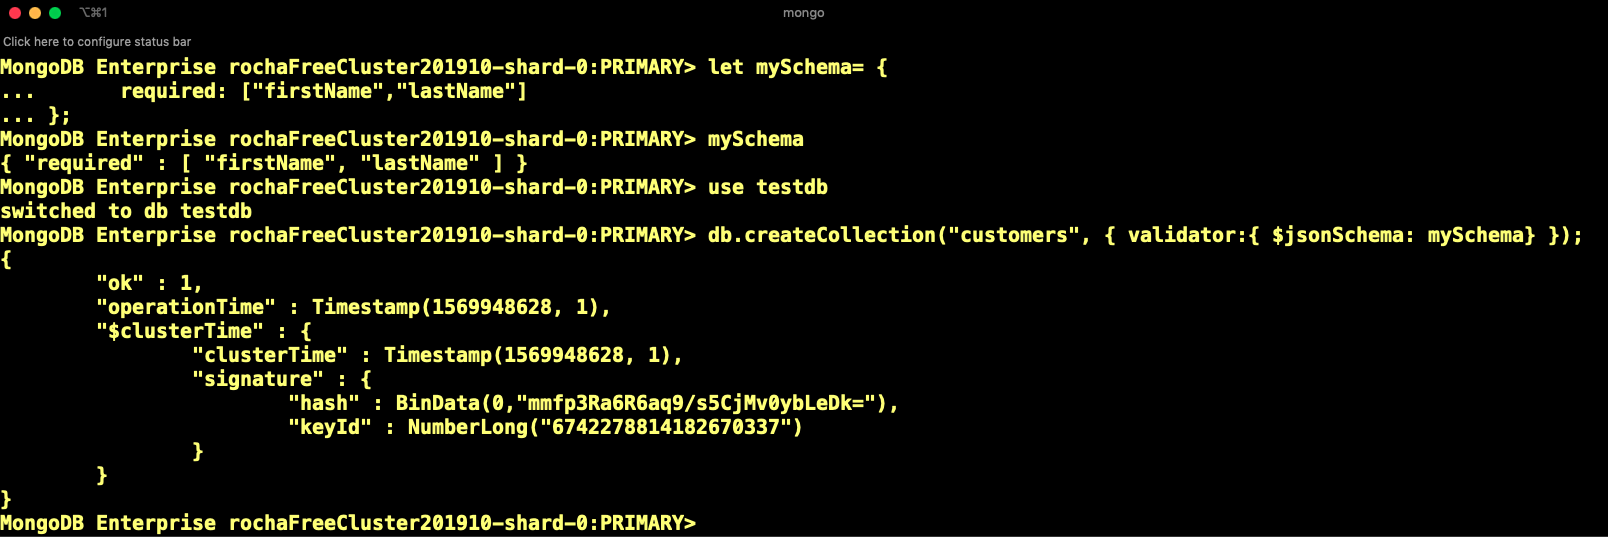 ⌥⌘1
mongo
Click here to configure status bar
MongoDB Enterprise rochaFreeCluster201910-shard-0:PRIMARY> let mySchema= {
...       required: ["firstName","lastName"]
... };
MongoDB Enterprise rochaFreeCluster201910-shard-0:PRIMARY> mySchema
{ "required" : [ "firstName", "lastName" ] }
MongoDB Enterprise rochaFreeCluster201910-shard-0:PRIMARY> use testdb
switched to db testdb
MongoDB Enterprise rochaFreeCluster201910-shard-0:PRIMARY> db.createCollection("customers", { validator:{ $jsonSchema: mySchema} });
{
        "ok" : 1,
        "operationTime" : Timestamp(1569948628, 1),
        "$clusterTime" : {
                "clusterTime" : Timestamp(1569948628, 1),
                "signature" : {
                        "hash" : BinData(0,"mmfp3Ra6R6aq9/s5CjMv0ybLeDk="),
                        "keyId" : NumberLong("6742278814182670337")
                }
        }
}
MongoDB Enterprise rochaFreeCluster201910-shard-0:PRIMARY>